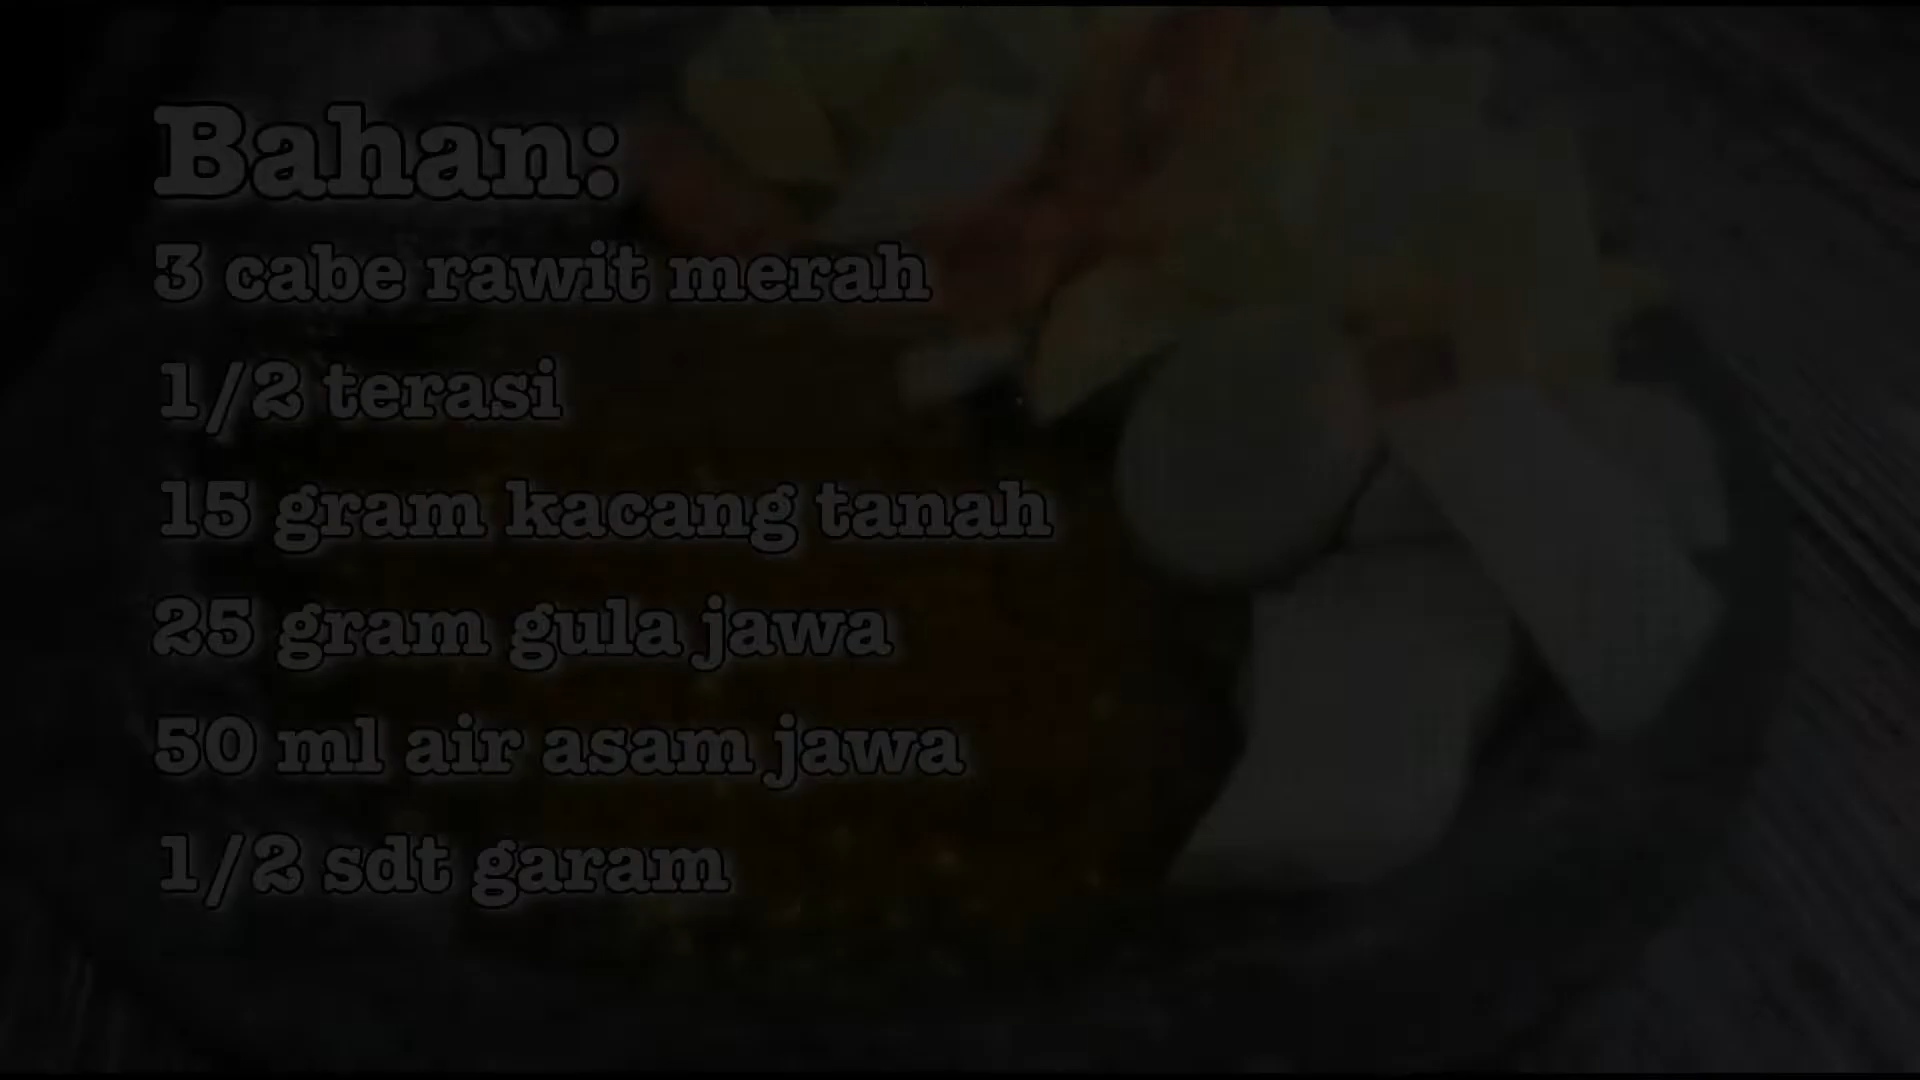 Bahan:
3 cabe rawit merah
1/2 terasi
15 gram kacang tanah
25 gram gula jawa
50 ml air asam jawa
1/2 sdt garam